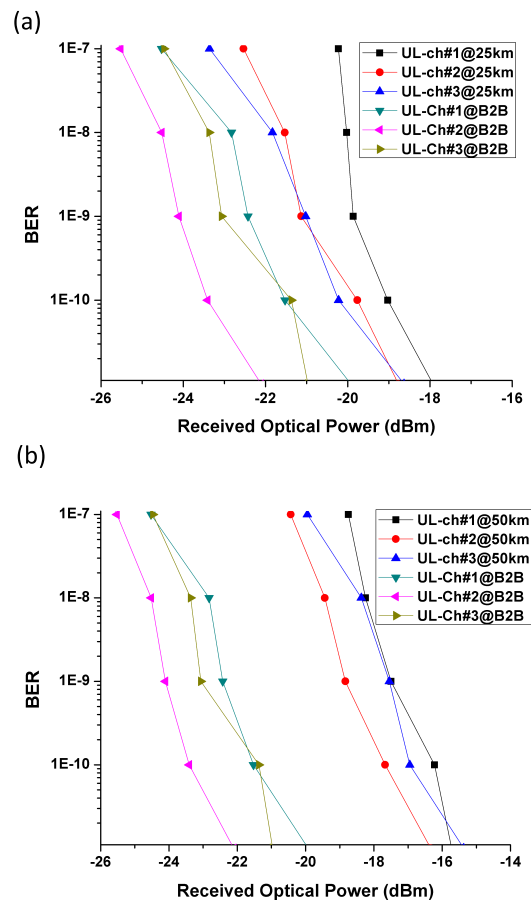 (a)
1E-7
1E-8
1E-9
1E-10
BER
UL-ch#1@25km
UL-ch#2@25km
UL-ch#3@25km
UL-Ch#1@B2B
UL-Ch#2@B2B
UL-Ch#3@B2B
-26 -24 -22 -20 -18 -16
Received Optical Power (dBm)
(b)
1E-7
1E-8
1E-9
1E-10
BER
UL-ch#1@50km
UL-ch#2@50km
UL-ch#3@50km
UL-Ch#1@B2B
UL-Ch#2@B2B
UL-Ch#3@B2B
-26 -24 -22 -20 -18 -16 -14
Received Optical Power (dBm)